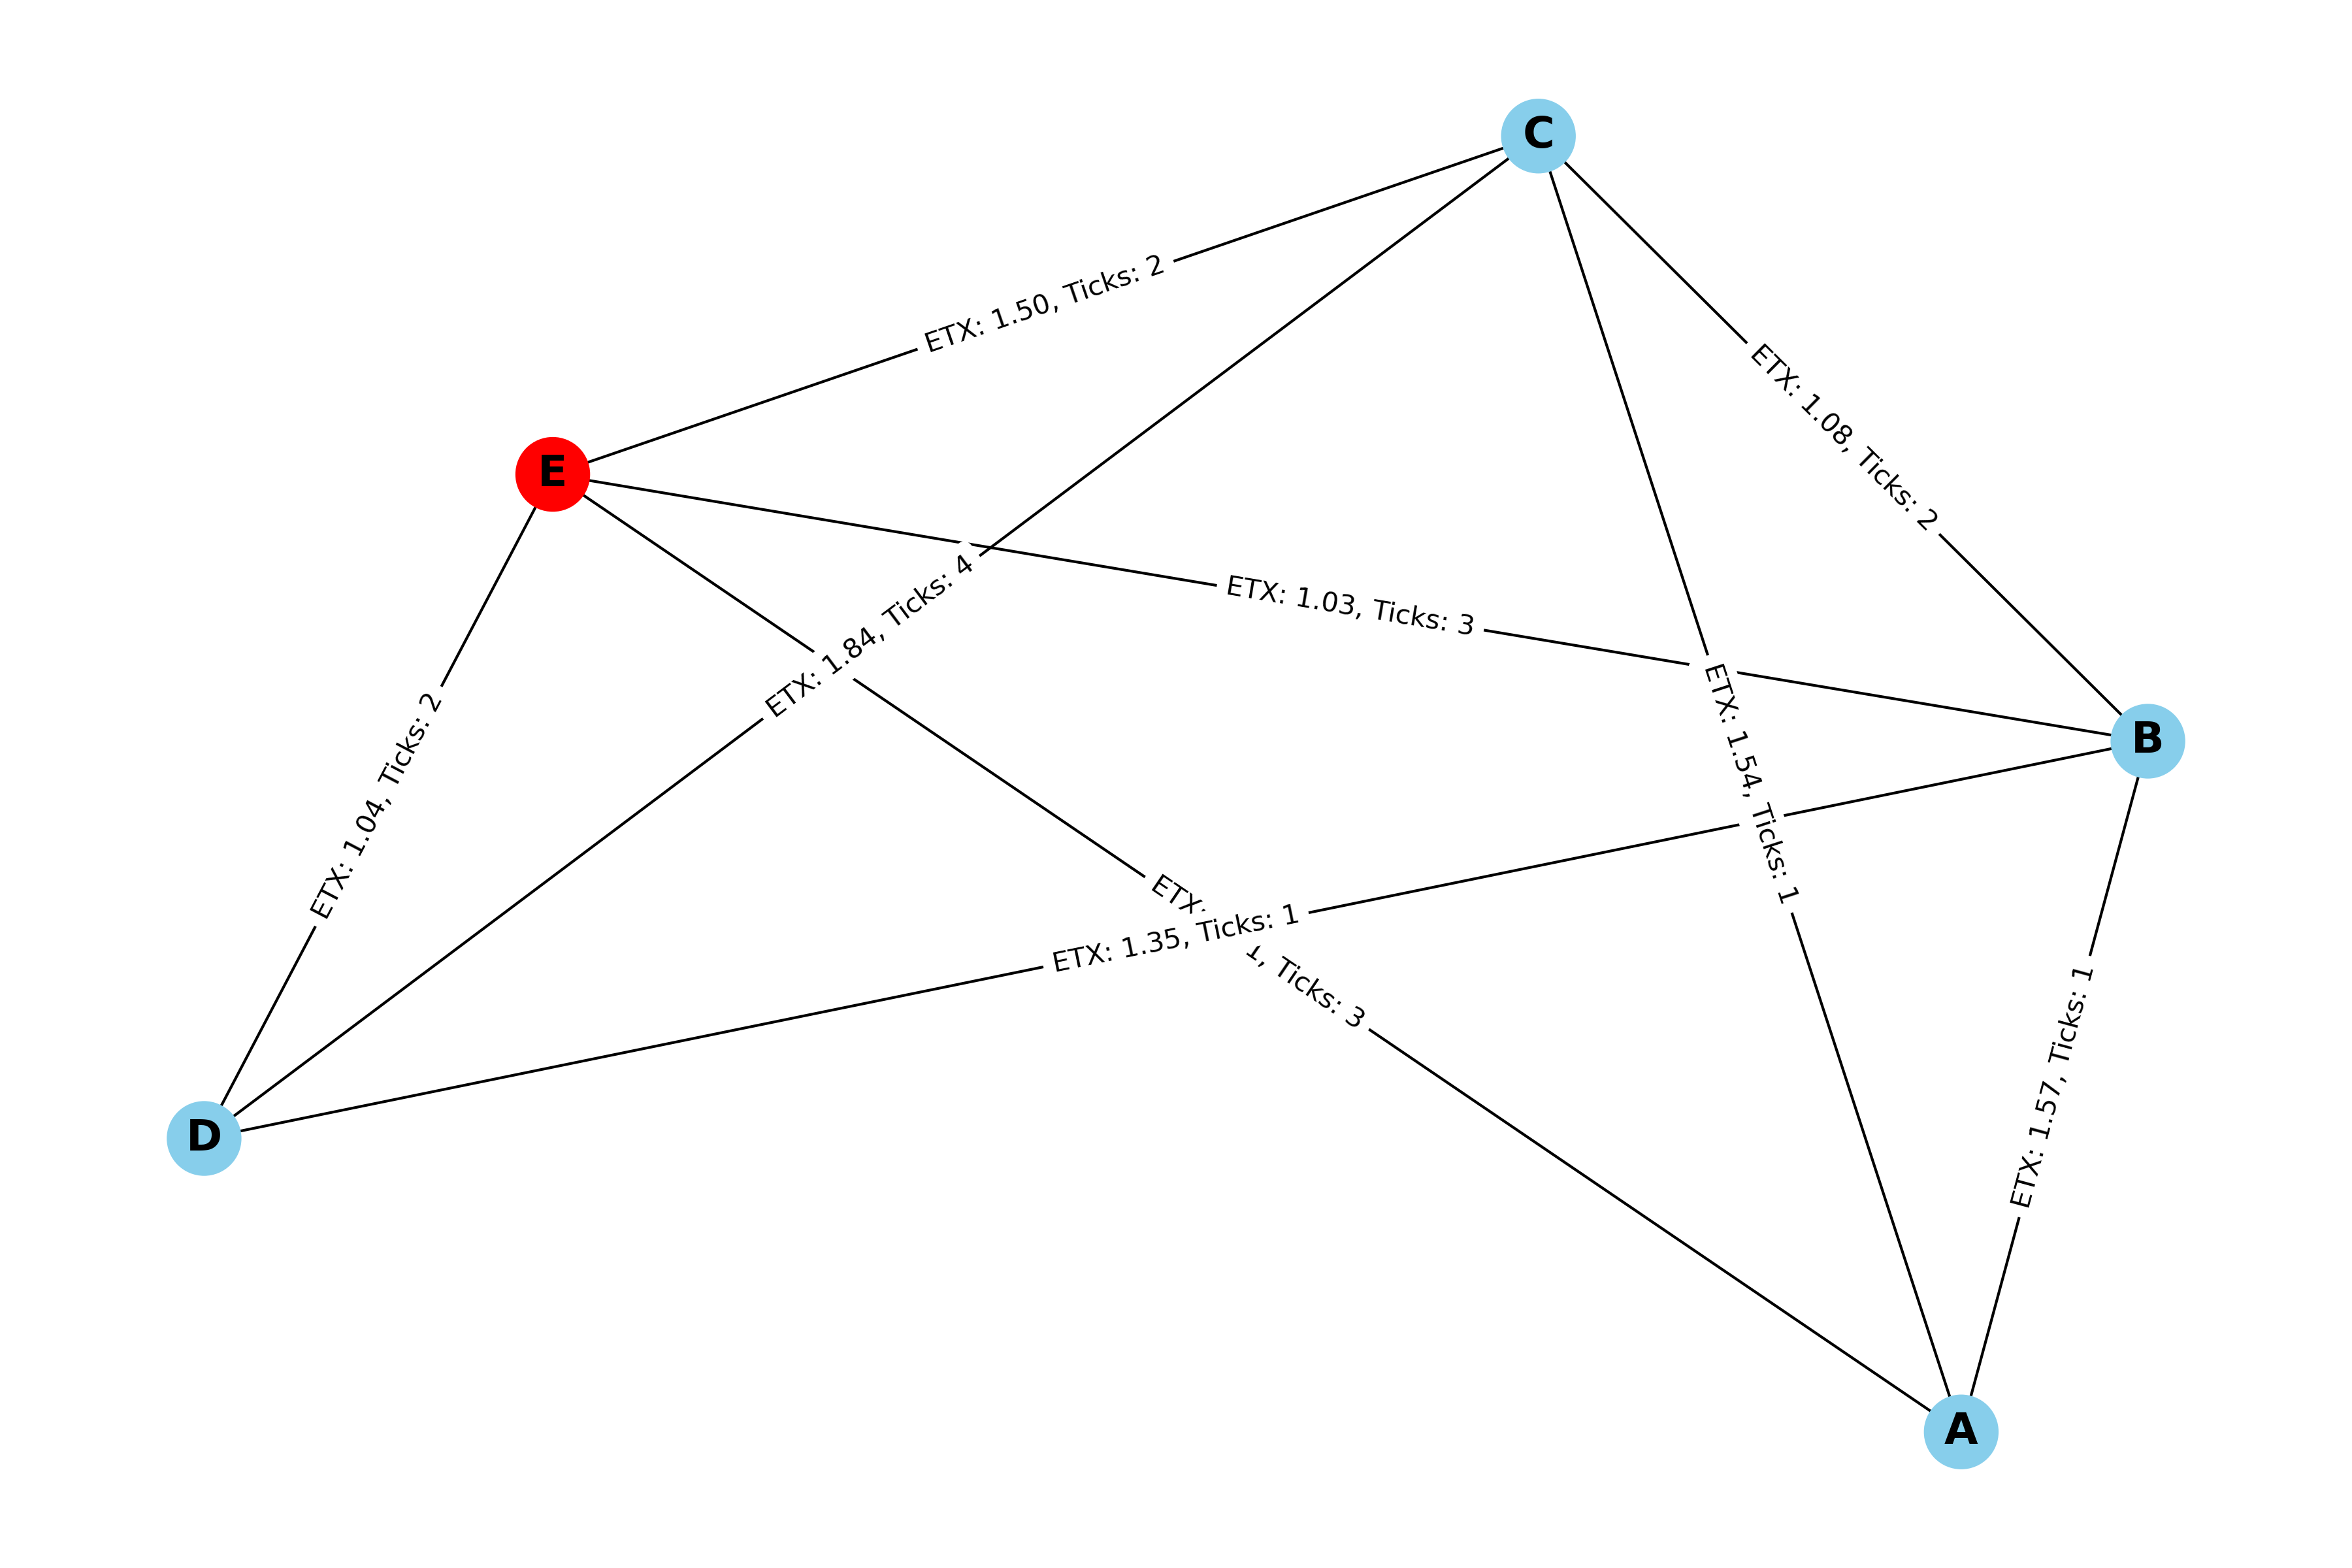 C
ETX: 1.50, Ticks: 2
ETX: 1.08, Ticks: 2
E
ETX: 1.84, Ticks: 4
ETX: 1.03, Ticks: 3
B
ETX: 1.04, Ticks: 2
ETX: 1.54, Ticks: 1
ETX: 1.35, Ticks: 1
Ticks: 3
ETX: 1.57, Ticks: 1
D
A